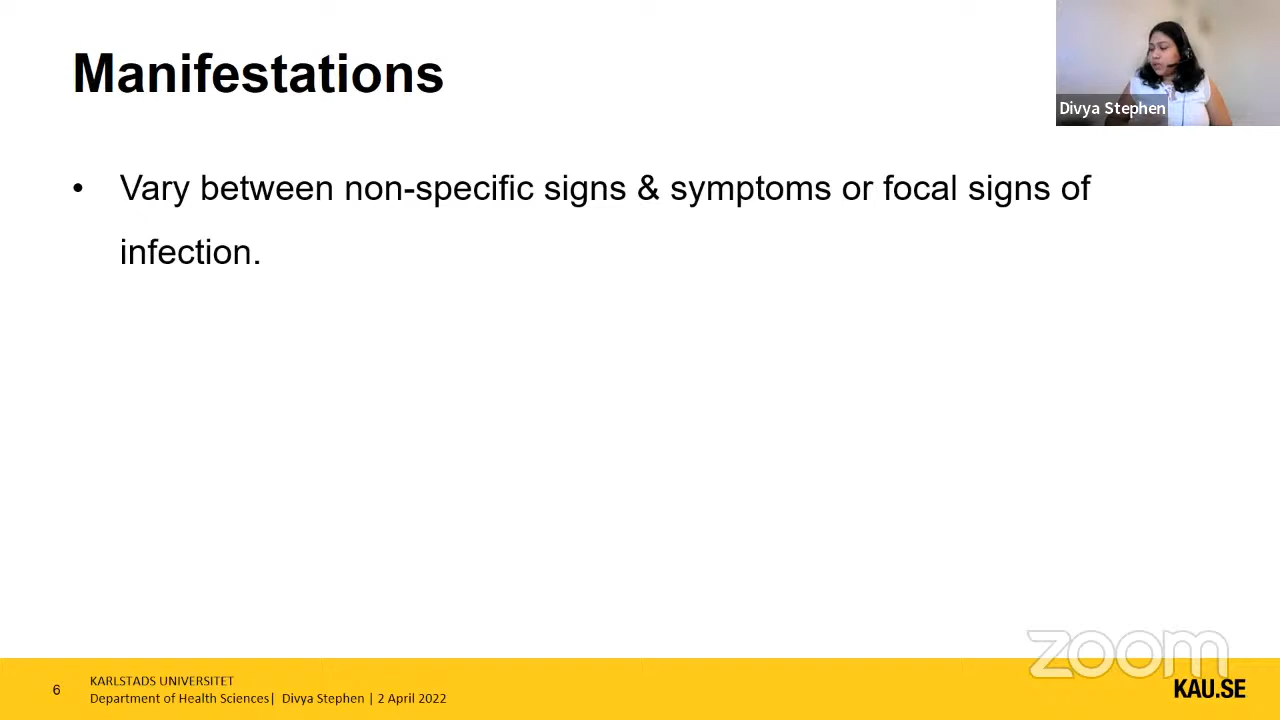 Manifestations
Divya Stephen
• Vary between non-specific signs & symptoms or focal signs of
infection.
zoom
6
KARLSTADS UNIVERSITET
Department of Health Sciences| Divya Stephen | 2 April 2022
KAU.SE